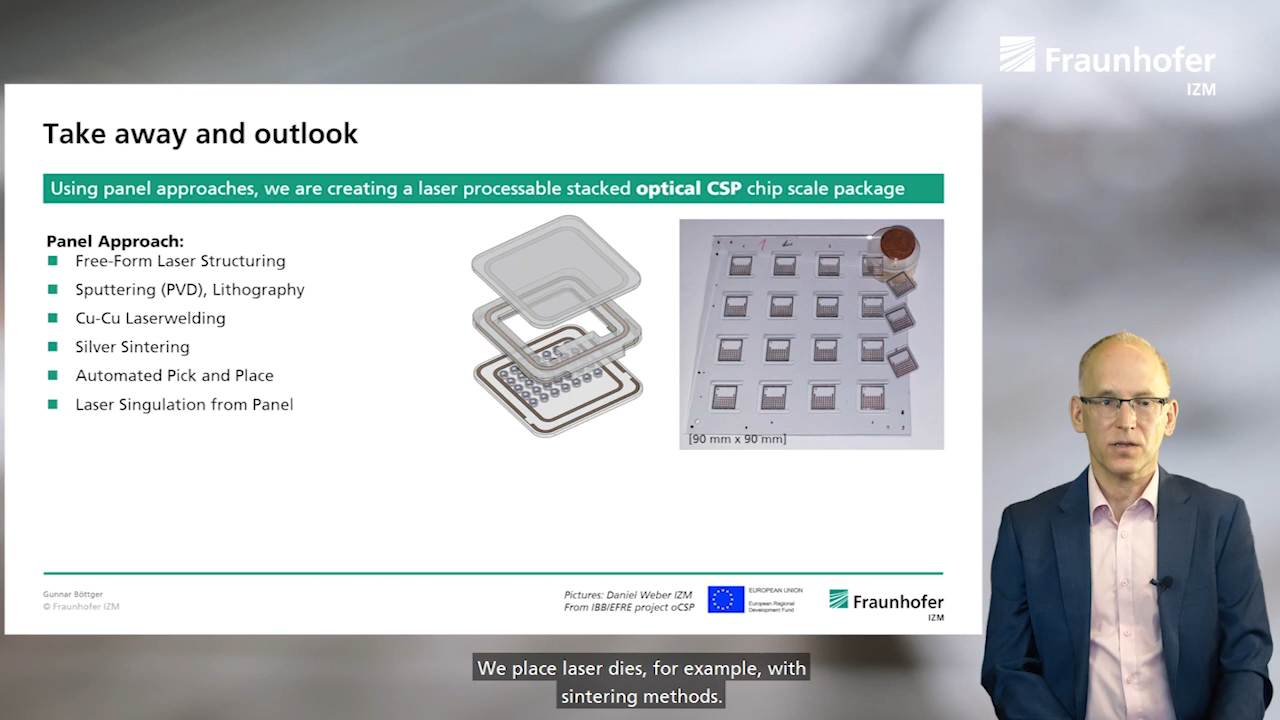 Fraunhofer
IZM
Take away and outlook
Using panel approaches, we are creating a laser processable stacked optical CSP chip scale package
Panel Approach:
Free-Form Laser Structuring
Sputtering (PVD), Lithography
Cu-Cu Laserwelding
Silver Sintering
Automated Pick and Place
Laser Singulation from Panel
[90 mm x 90 mm]
Gunnar Böttger
© Fraunhofer IZM
Pictures: Daniel Weber IZM
From IBB/EFRE project oCSP
EUROPEAN UNION
European Regional
Development Fund
Fraunhofer
IZM
We place laser dies, for example, with
sintering methods.